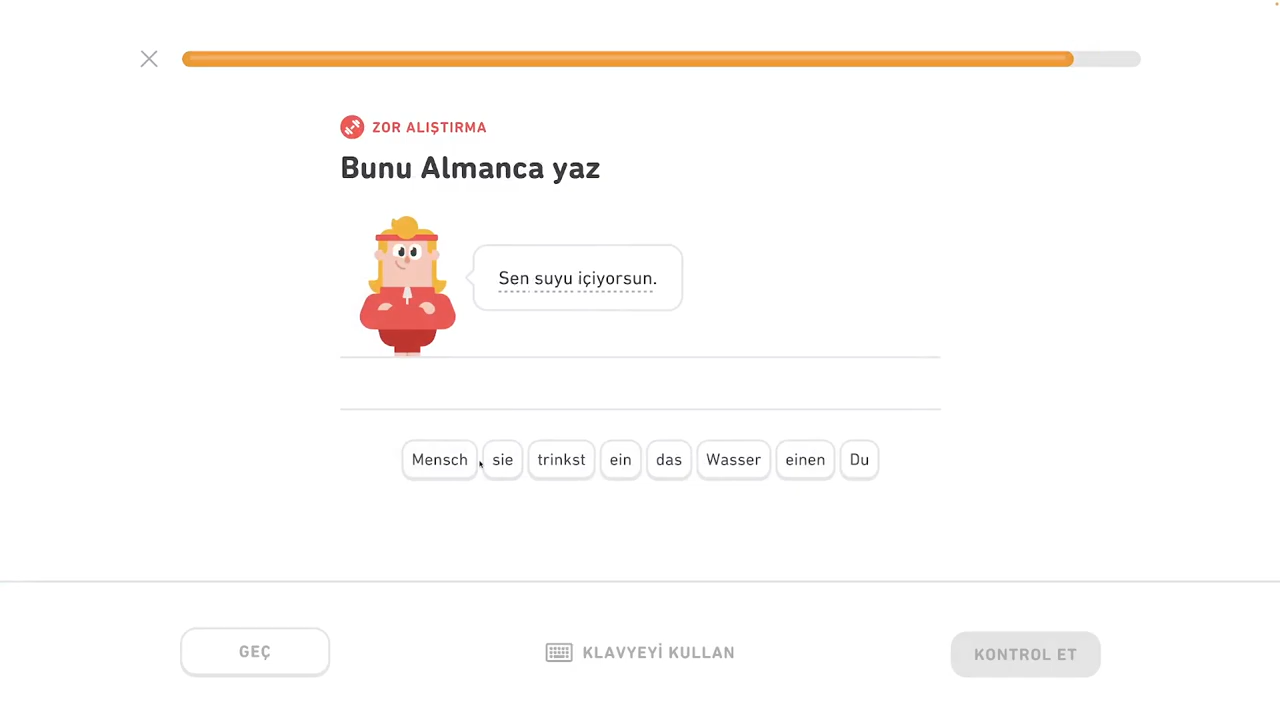 ZOR ALIŞTIRMA
Bunu Almanca yaz
Sen suyu içiyorsun.
Mensch sie trinkst ein das Wasser einen Du
GEÇ KLAVYEYİ KULLAN KONTROL ET